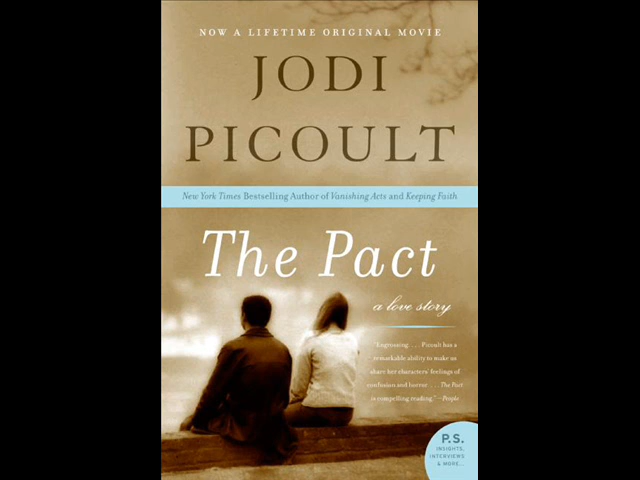 NOW A LIFETIME ORIGINAL MOVIE
JODI
PICOULT
New York Times Bestselling Author of Vanishing Acts and Keeping Faith
The Pact
a love story
"Engrossing. . . . Picoult has a
remarkable ability to make us
share her characters' feelings of
confusion and horror. . . . The Pact
is compelling reading."—People
P.S.
INSIGHTS,
INTERVIEWS
& MORE...